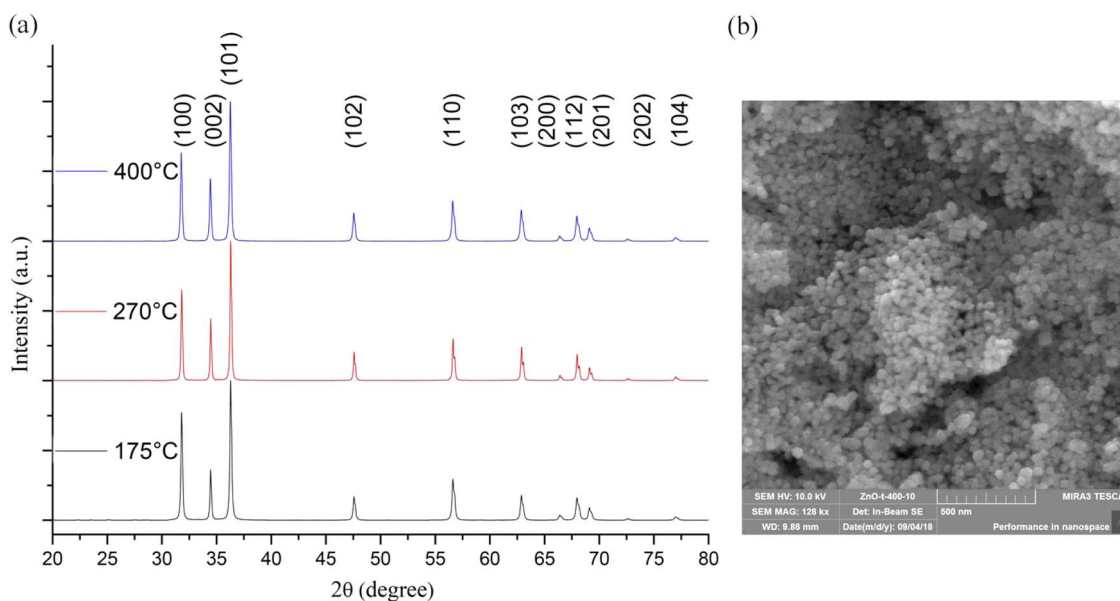 (a)
(b)
(100)
(002)
(101)
(102)
(110)
(103)
(200)
(112)
(201)
(202)
(104)
400°C
270°C
175°C
Intensity (a.u.)
20 25 30 35 40 45 50 55 60 65 70 75 80
2θ (degree)
SEM HV: 10.0 kV ZnO-t-400-10 MIRA3 TESCA
SEM MAG: 128 kx Det: In-Beam SE 500 nm
WD: 9.86 mm Date(m/d/y): 09/04/18 Performance in nanospace